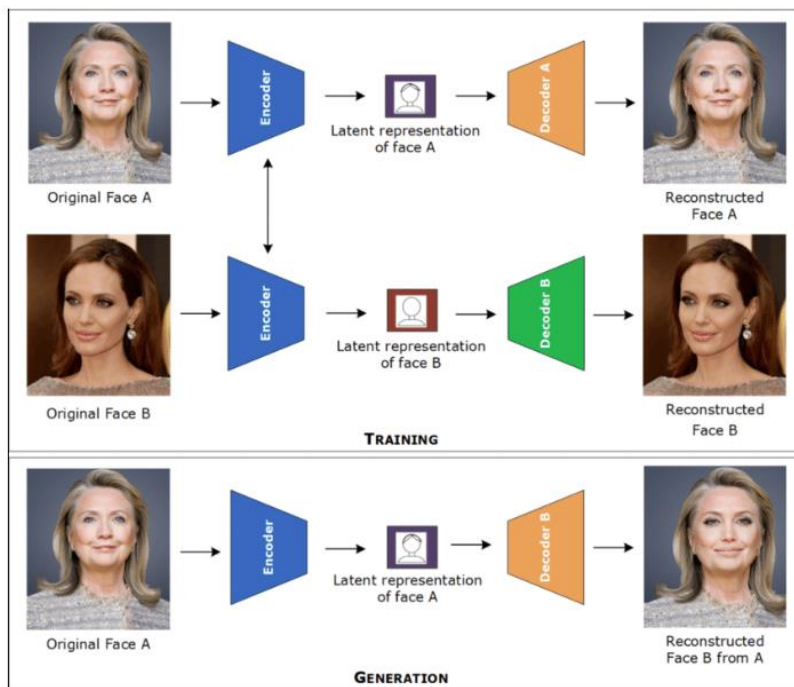 Encoder
Decoder A
Latent representation
of face A
Original Face A
Reconstructed
Face A
Encoder
Decoder B
Latent representation
of face B
Original Face B
Reconstructed
Face B
TRAINING
Encoder
Decoder B
Latent representation
of face A
Original Face A
Reconstructed
Face B from A
GENERATION